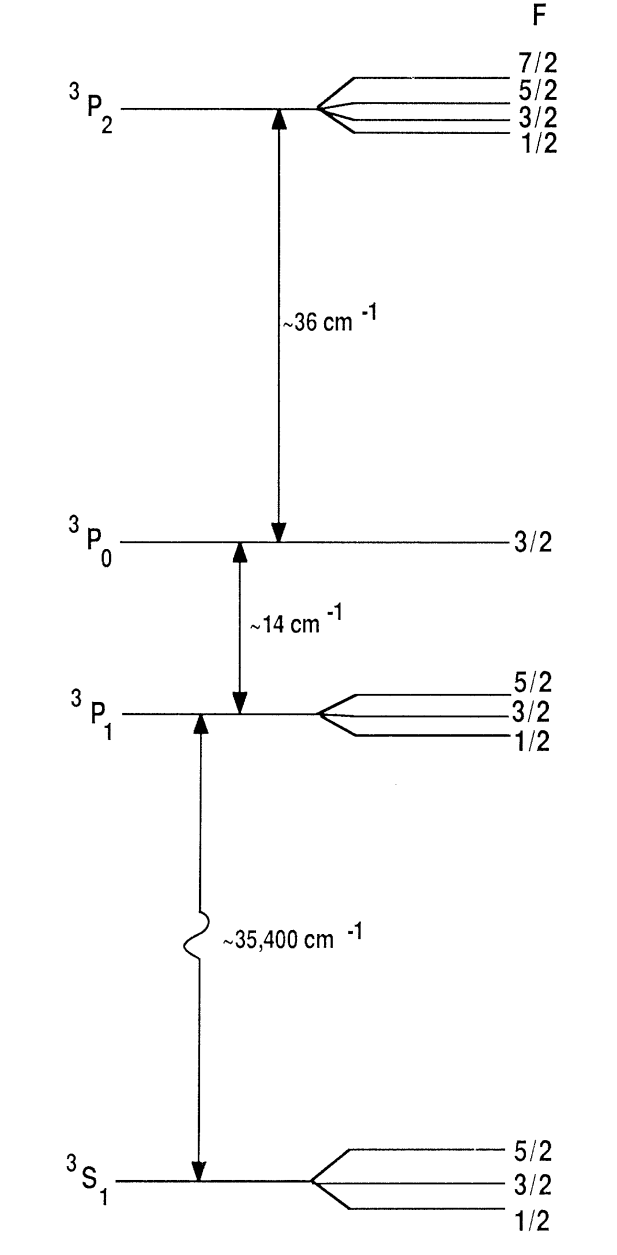 F
7/2
³P₂ 5/2
3/2
1/2
~36 cm⁻¹
³P₀ 3/2
~14 cm⁻¹
5/2
³P₁ 3/2
1/2
~35,400 cm⁻¹
5/2
³S₁ 3/2
1/2